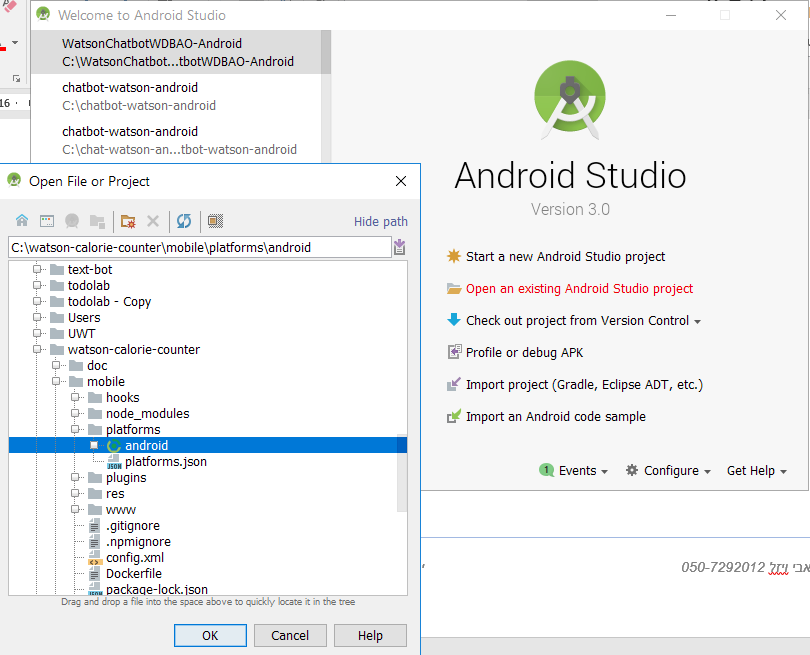 Welcome to Android Studio
WatsonChatbotWDBAO-Android
C:\WatsonChatbot...tbotWDBAO-Android
chatbot-watson-android
C:\chatbot-watson-android
chatbot-watson-android
C:\chat-watson-an...tbot-watson-android
16
Android Studio
Version 3.0
Start a new Android Studio project
Open an existing Android Studio project
Check out project from Version Control
Profile or debug APK
Import project (Gradle, Eclipse ADT, etc.)
Import an Android code sample
1 Events
Configure
Get Help
Open File or Project
Hide path
C:\watson-calorie-counter\mobile\platforms\android
text-bot
todolab
todolab - Copy
Users
UWT
watson-calorie-counter
doc
mobile
hooks
node_modules
platforms
android
JSON platforms.json
plugins
res
www
.gitignore
.npmignore
config.xml
Dockerfile
package-lock.json
Drag and drop a file into the space above to quickly locate it in the tree
OK
Cancel
Help
אבי ויזל 050-7292012